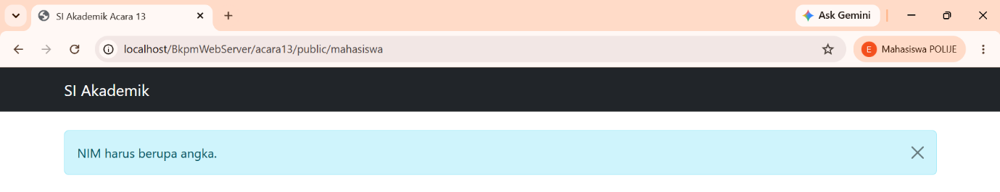 SI Akademik Acara 13
Ask Gemini
localhost/BkpmWebServer/acara13/public/mahasiswa
E
Mahasiswa POLIJE
SI Akademik
NIM harus berupa angka.